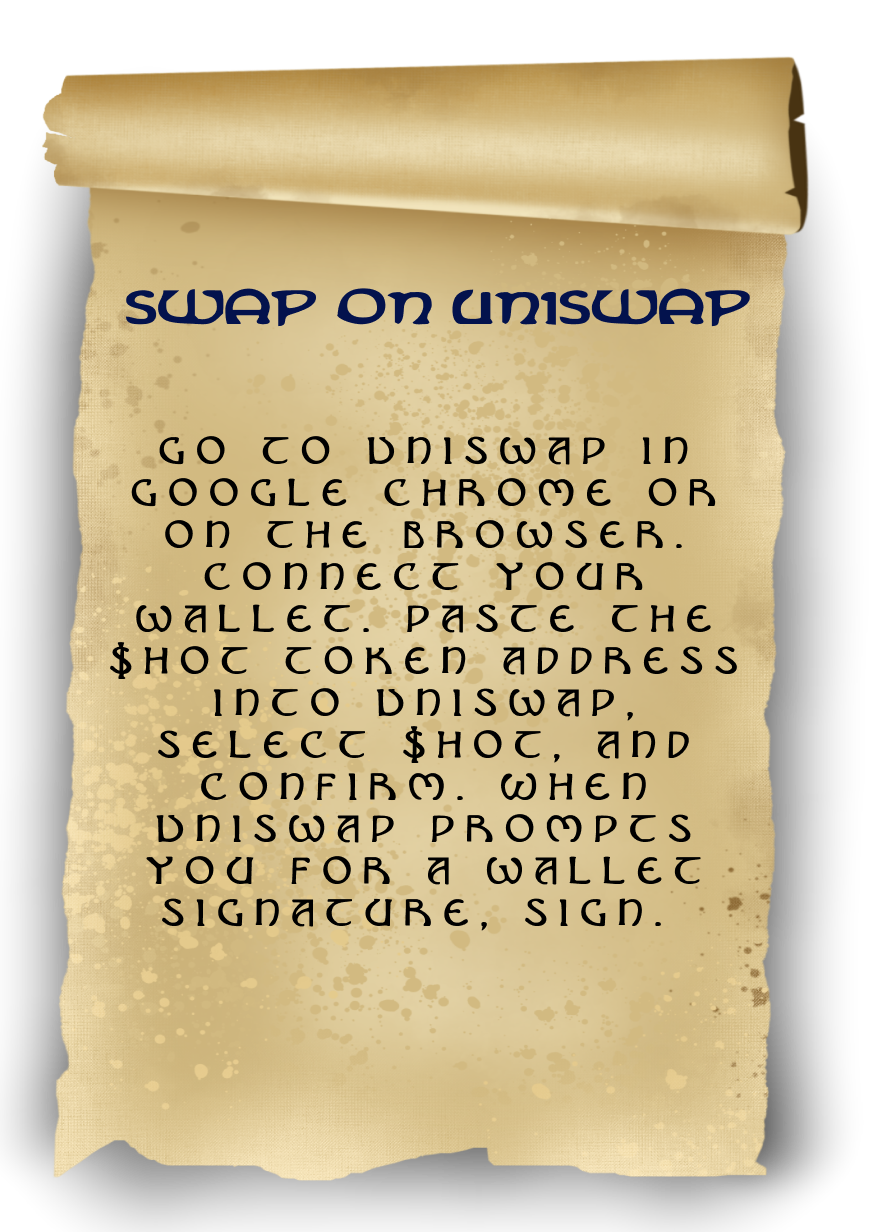 SWAP ON UNISWAP
GO TO UNISWAP IN
GOOGLE CHROME OR
ON THE BROWSER.
CONNECT YOUR
WALLET. PASTE THE
$HOT TOKEN ADDRESS
INTO UNISWAP,
SELECT $HOT, AND
CONFIRM. WHEN
UNISWAP PROMPTS
YOU FOR A WALLET
SIGNATURE, SIGN.